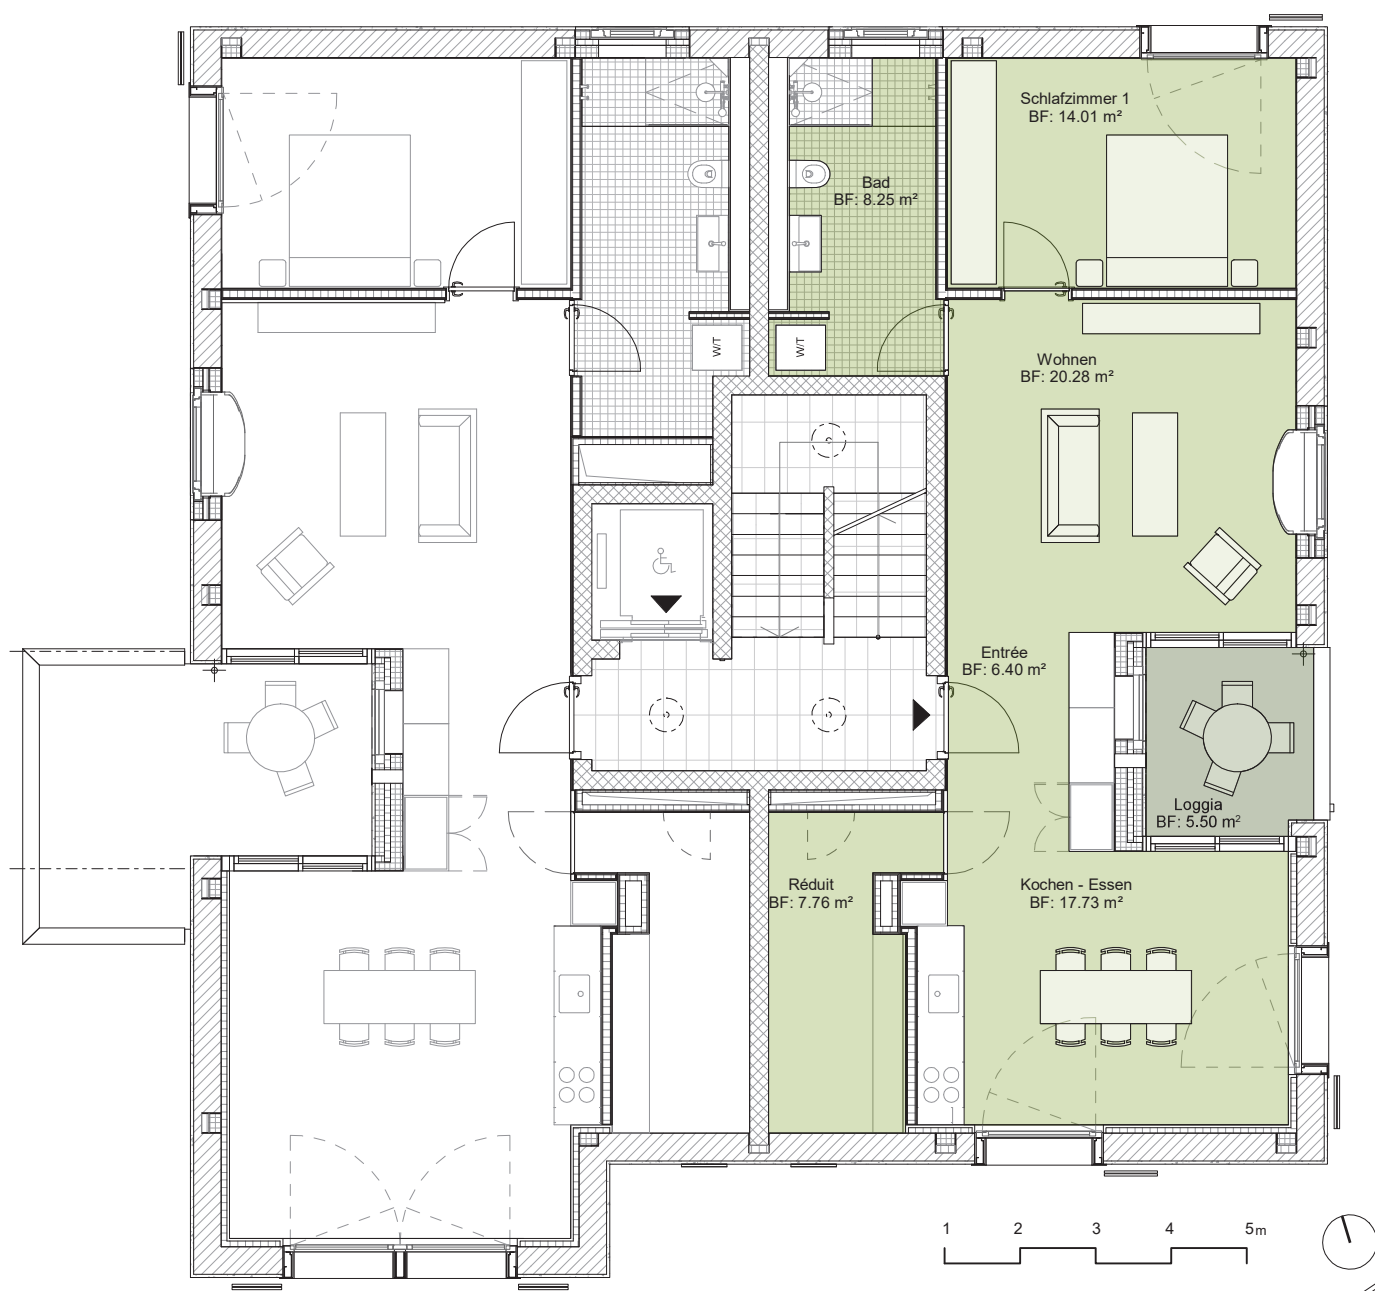 Schlafzimmer 1
BF: 14.01 m²
Bad
BF: 8.25 m²
W/T
W/T
Wohnen
BF: 20.28 m²
Entrée
BF: 6.40 m²
Loggia
BF: 5.50 m²
Réduit
BF: 7.76 m²
Kochen - Essen
BF: 17.73 m²
1 2 3 4 5m